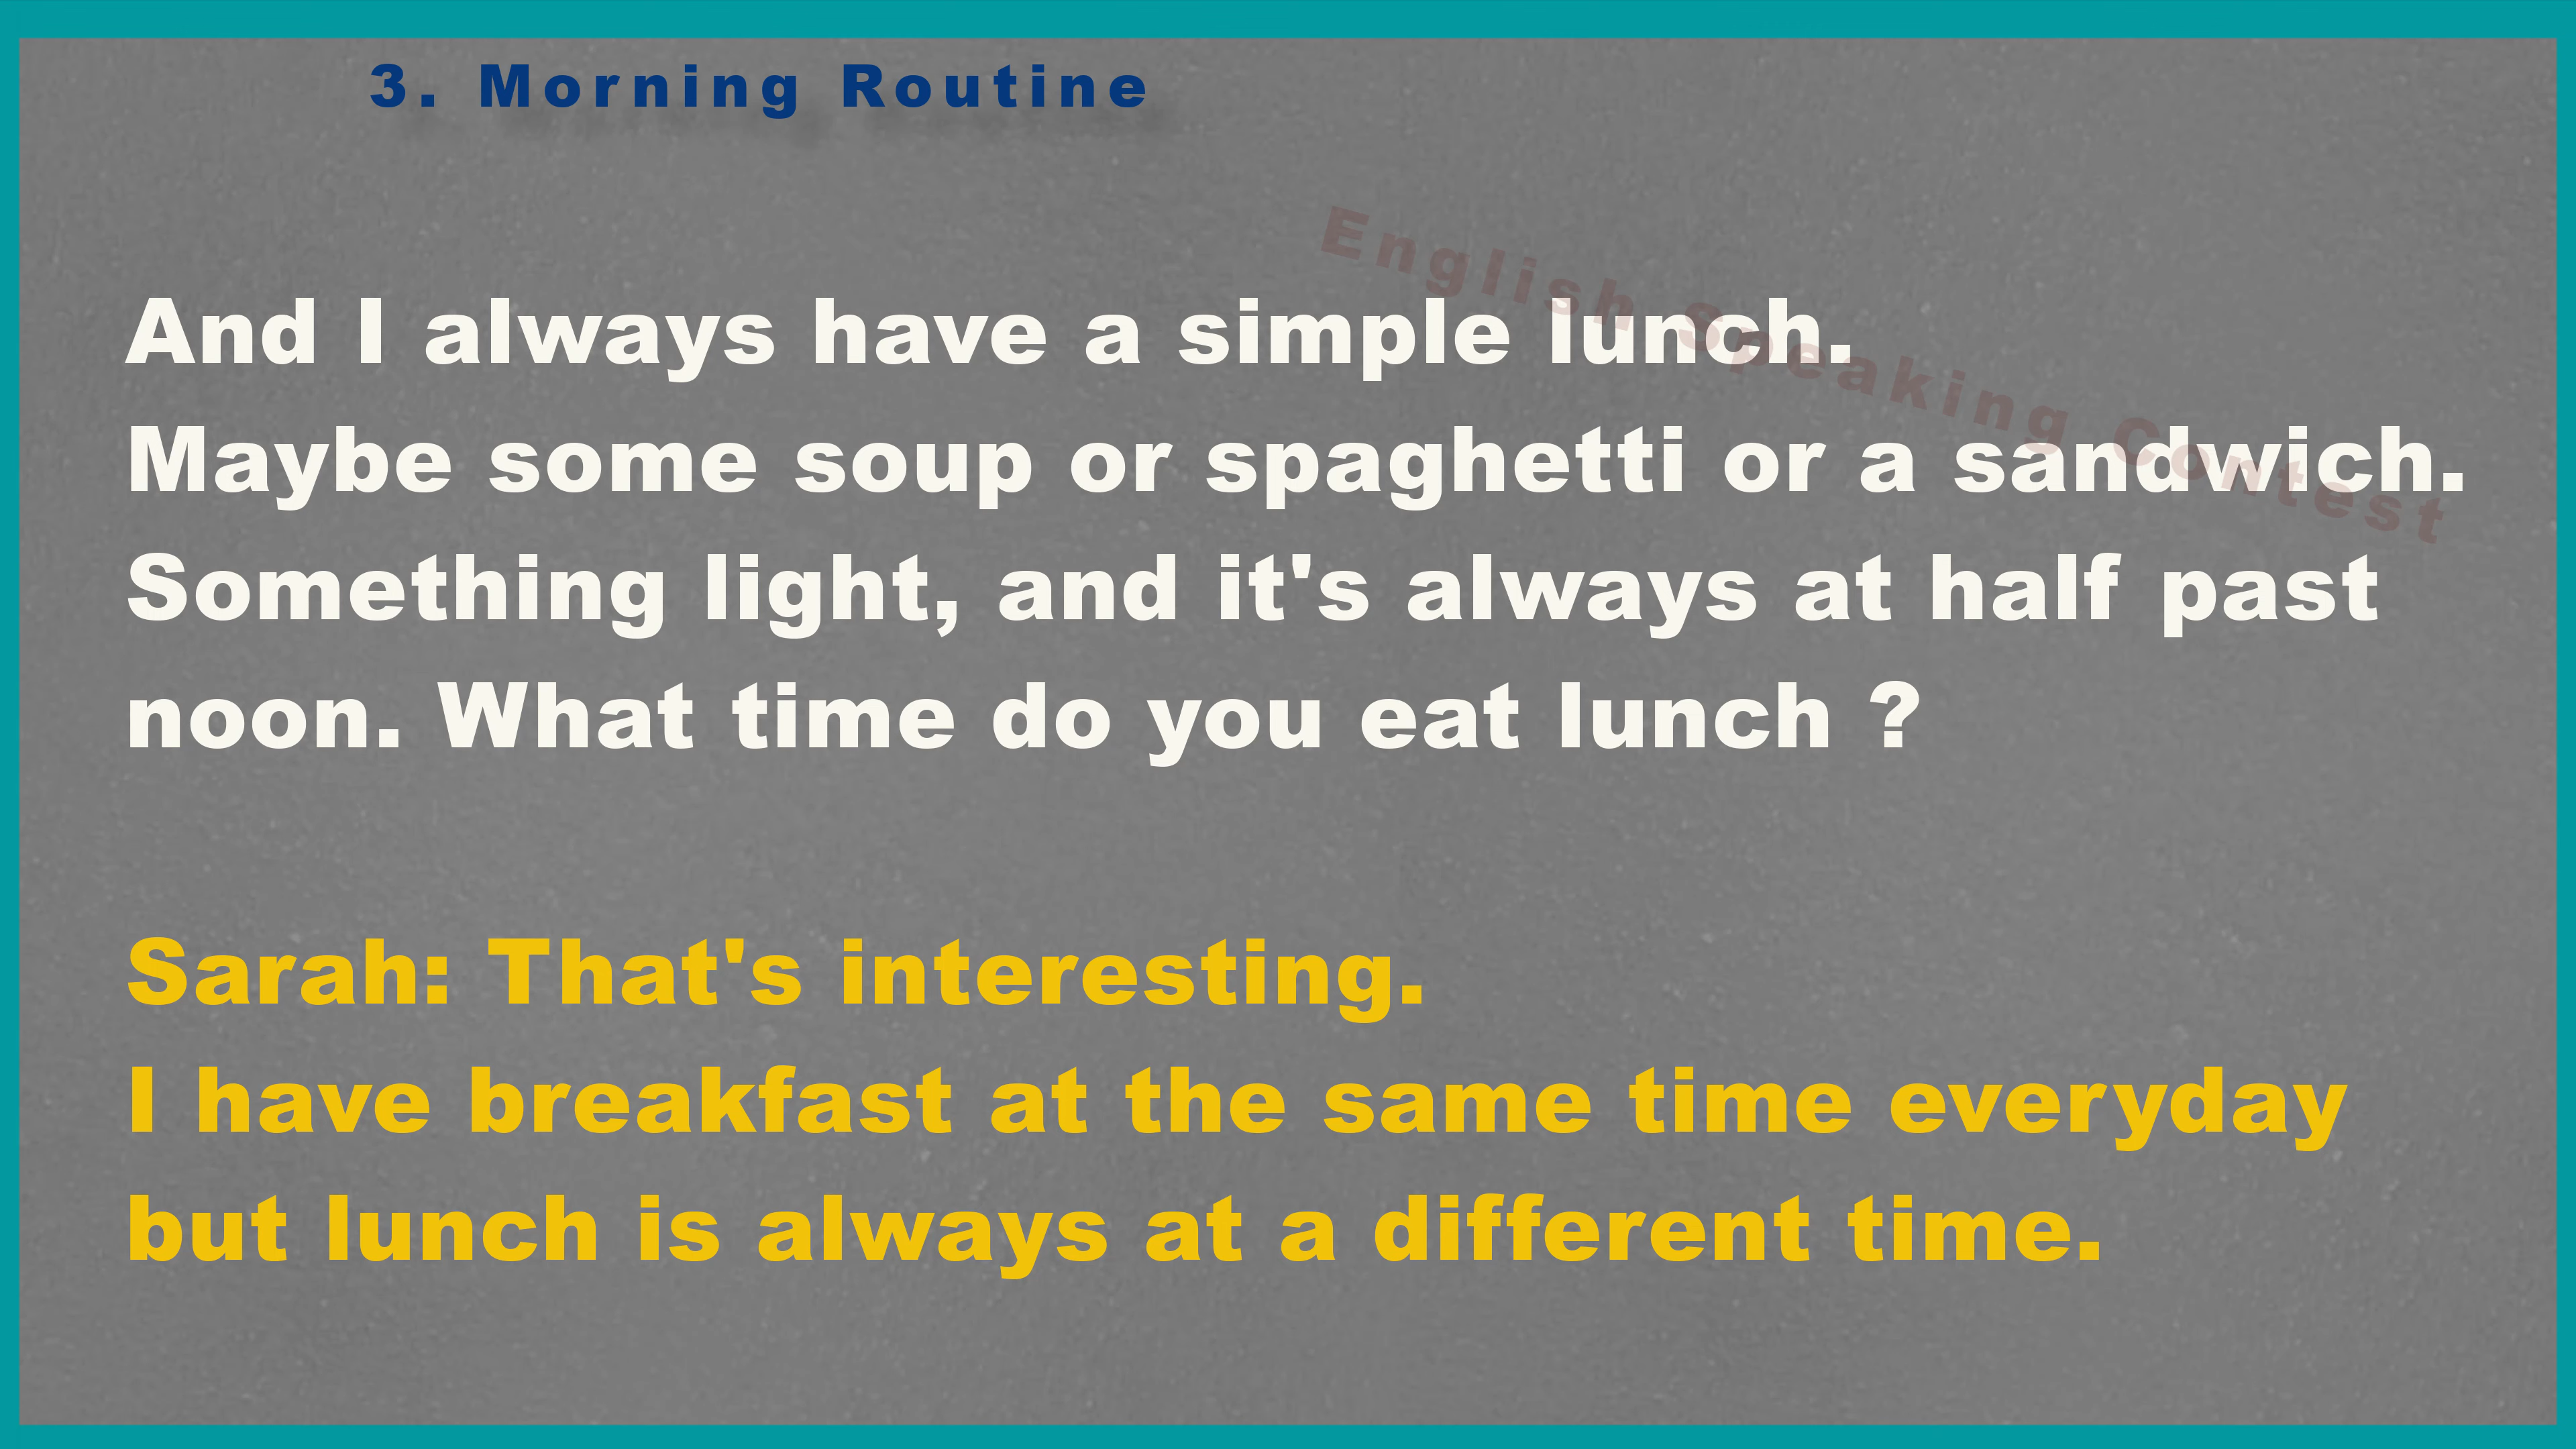 3. Morning Routine
English Speaking Contest
And I always have a simple lunch.
Maybe some soup or spaghetti or a sandwich.
Something light, and it's always at half past
noon. What time do you eat lunch ?
Sarah: That's interesting.
I have breakfast at the same time everyday
but lunch is always at a different time.